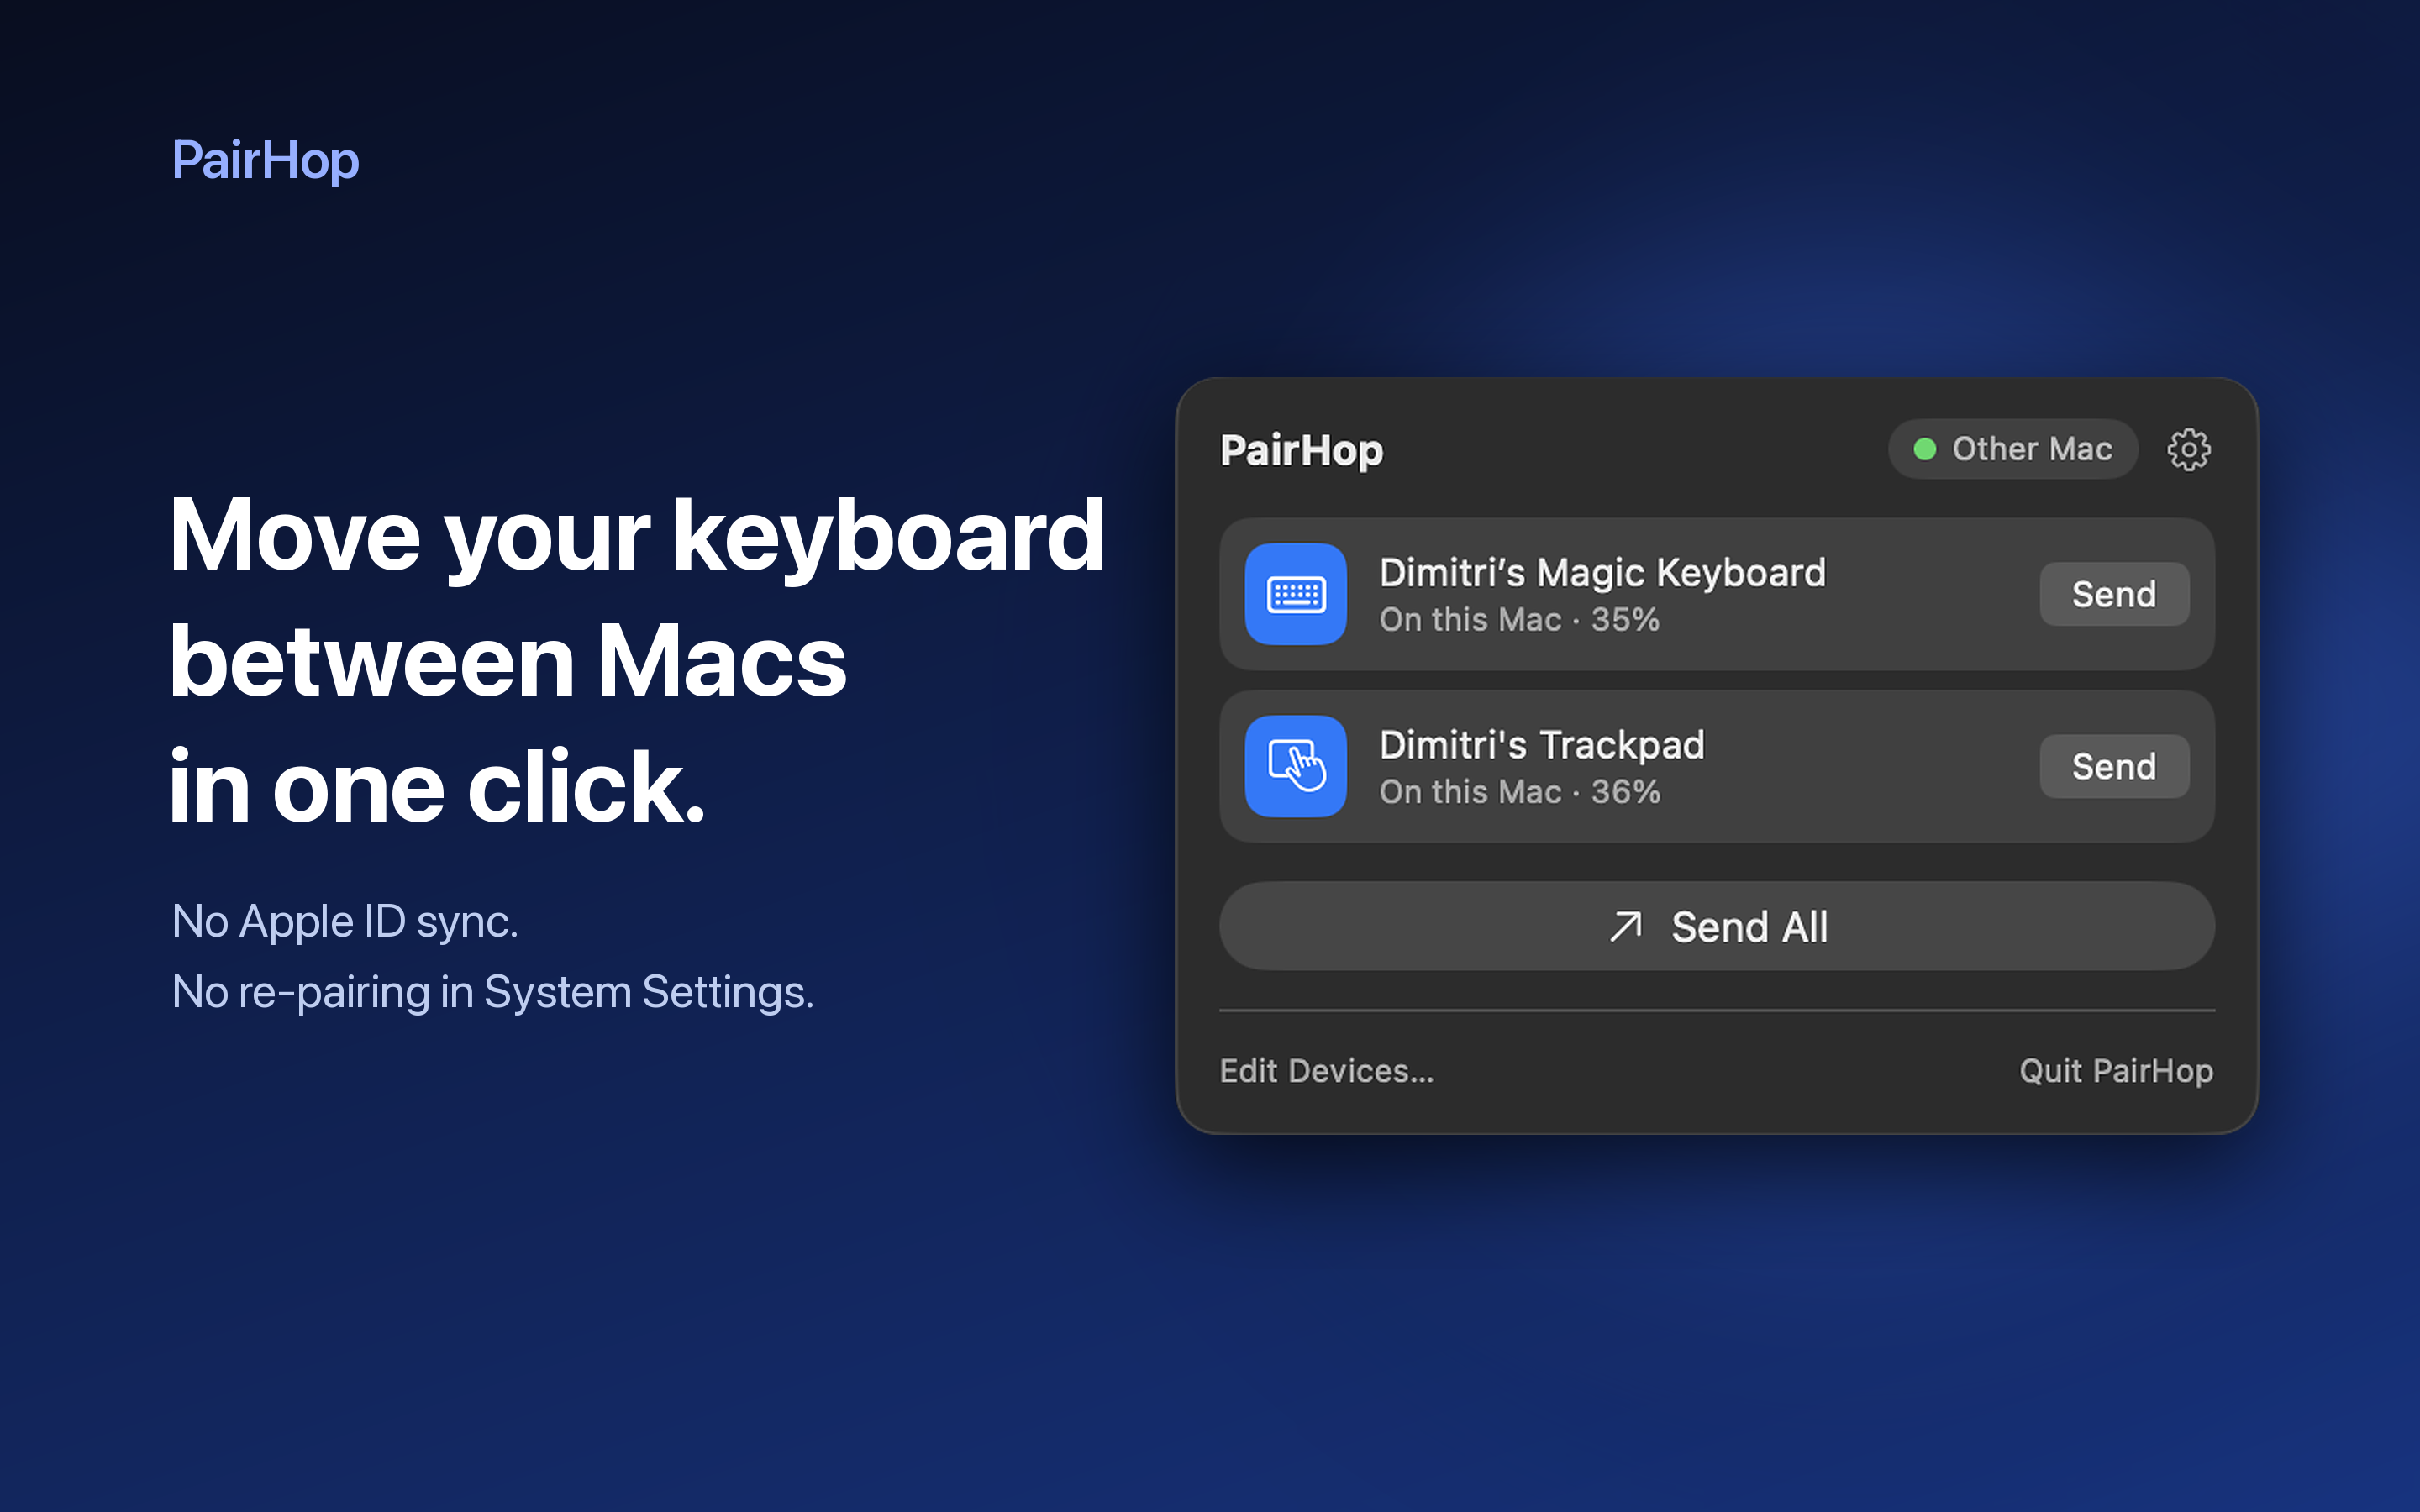 PairHop
Move your keyboard
between Macs
in one click.
No Apple ID sync.
No re-pairing in System Settings.
PairHop
Other Mac
Dimitri’s Magic Keyboard
On this Mac · 35%
Send
Dimitri's Trackpad
On this Mac · 36%
Send
Send All
Edit Devices...
Quit PairHop